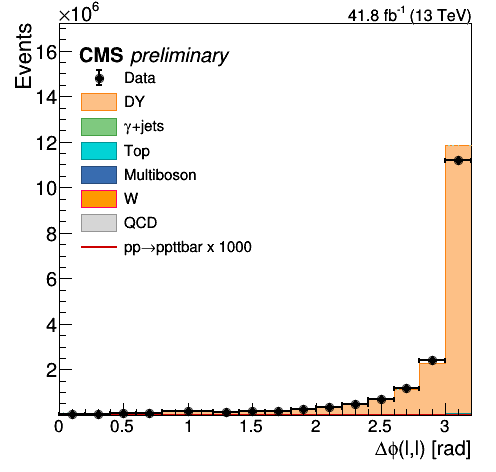 ×10⁶
41.8 fb⁻¹ (13 TeV)
Events
CMS preliminary
Data
DY
γ+jets
Top
Multiboson
W
QCD
pp→ppttbar x 1000
16
14
12
10
8
6
4
2
0 0.5 1 1.5 2 2.5 3
Δϕ(l,l) [rad]